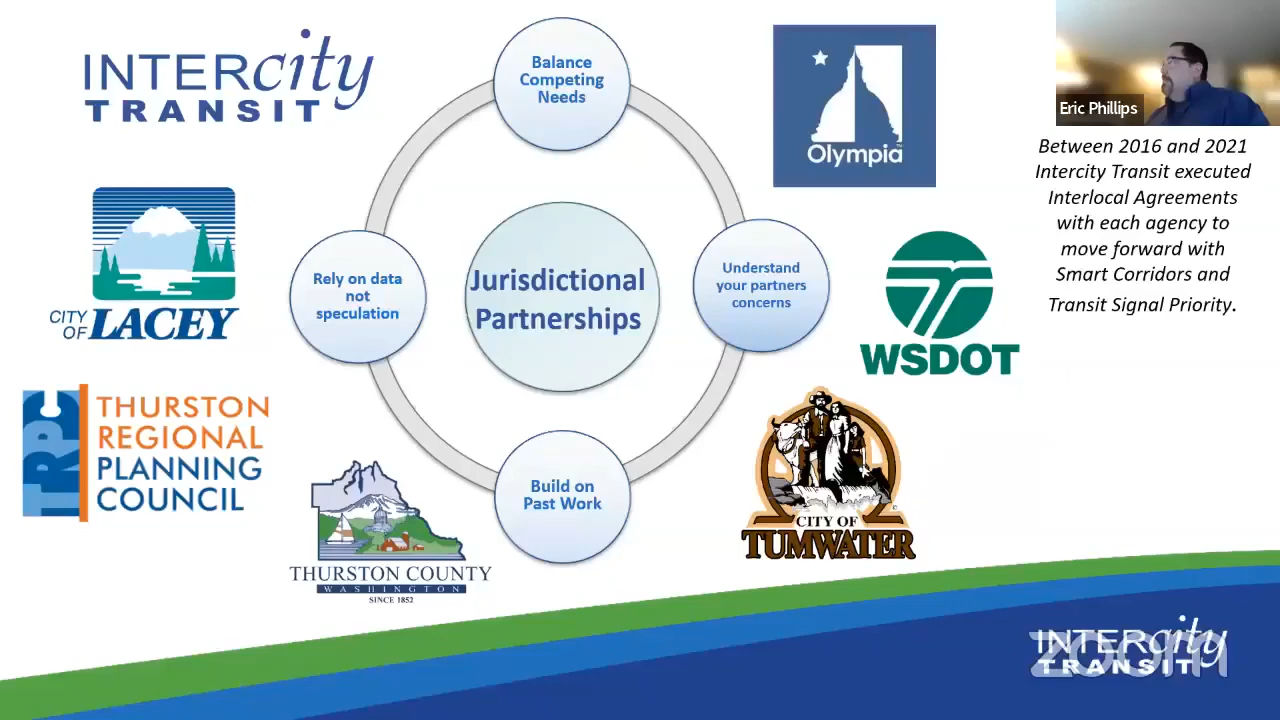 INTERcity
TRANSIT
Balance
Competing
Needs
Olympia
Eric Phillips
Between 2016 and 2021
Intercity Transit executed
Interlocal Agreements
with each agency to
move forward with
Smart Corridors and
Transit Signal Priority.
CITY
OF LACEY
Rely on data
not
speculation
Jurisdictional
Partnerships
Understand
your partners
concerns
WSDOT
TRPC
THURSTON
REGIONAL
PLANNING
COUNCIL
Build on
Past Work
THURSTON COUNTY
WASHINGTON
SINCE 1852
CITY OF
TUMWATER
INTERcity
TRANSIT
zoom